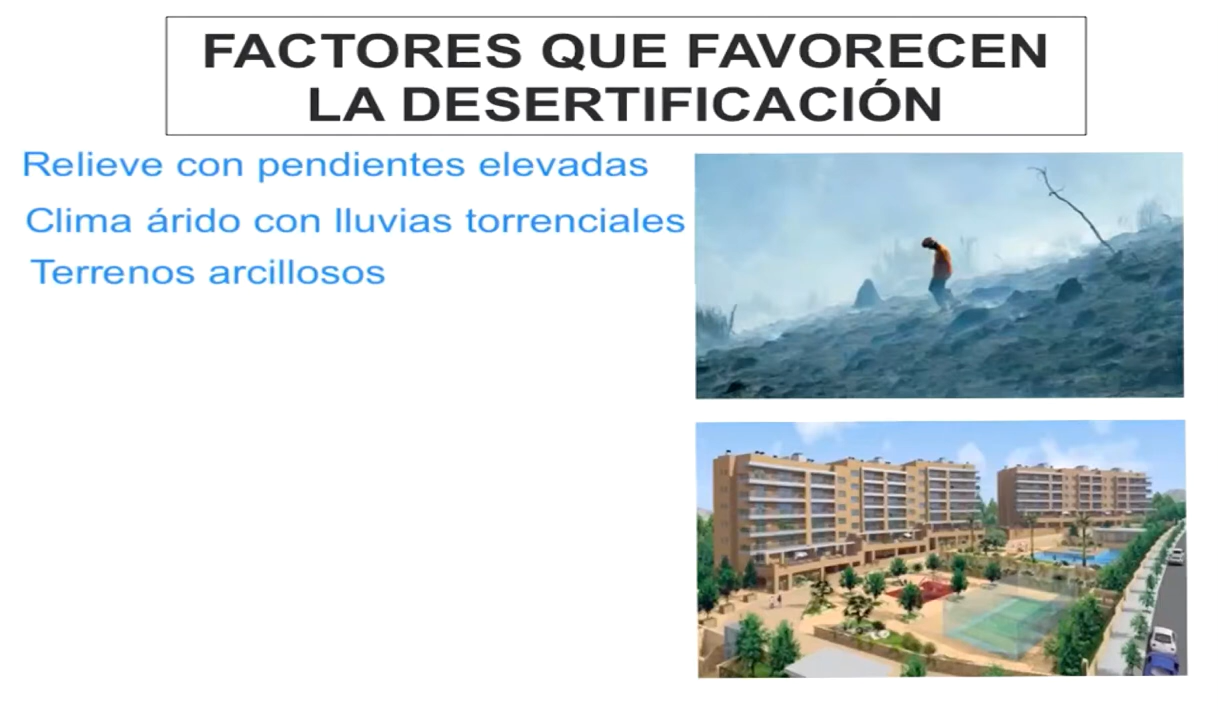 FACTORES QUE FAVORECEN
LA DESERTIFICACIÓN
Relieve con pendientes elevadas
Clima árido con lluvias torrenciales
Terrenos arcillosos